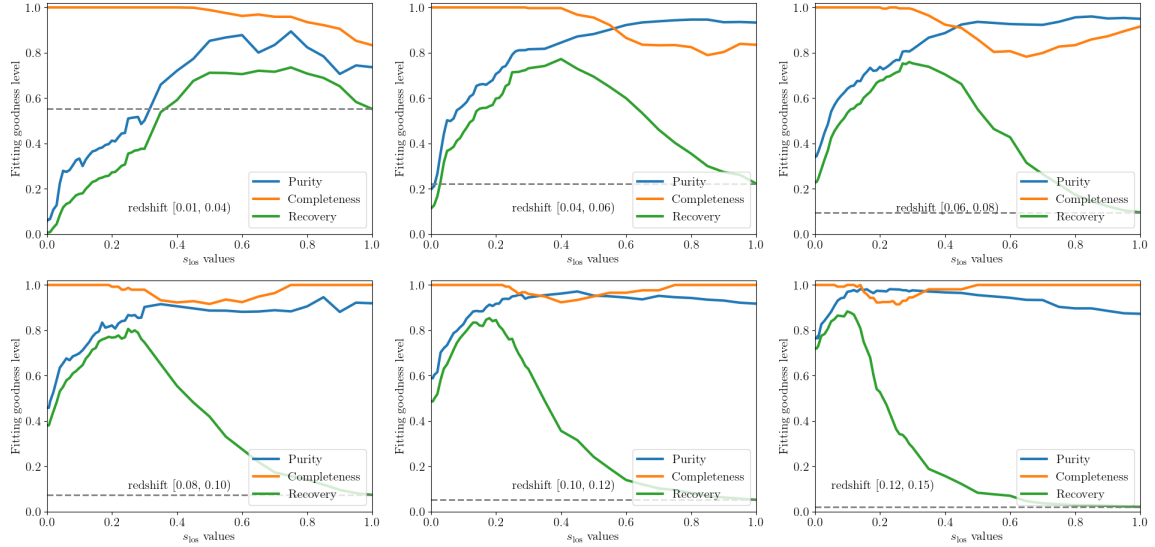 1.0
0.8
0.6
0.4
0.2
0.0
Fitting goodness level
Purity
Completeness
Recovery
redshift [0.01, 0.04)
0.0 0.2 0.4 0.6 0.8 1.0
s_los values
1.0
0.8
0.6
0.4
0.2
0.0
Fitting goodness level
Purity
Completeness
Recovery
redshift [0.04, 0.06)
0.0 0.2 0.4 0.6 0.8 1.0
s_los values
1.0
0.8
0.6
0.4
0.2
0.0
Fitting goodness level
Purity
Completeness
Recovery
redshift [0.06, 0.08)
0.0 0.2 0.4 0.6 0.8 1.0
s_los values
1.0
0.8
0.6
0.4
0.2
0.0
Fitting goodness level
Purity
Completeness
Recovery
redshift [0.08, 0.10)
0.0 0.2 0.4 0.6 0.8 1.0
s_los values
1.0
0.8
0.6
0.4
0.2
0.0
Fitting goodness level
Purity
Completeness
Recovery
redshift [0.10, 0.12)
0.0 0.2 0.4 0.6 0.8 1.0
s_los values
1.0
0.8
0.6
0.4
0.2
0.0
Fitting goodness level
Purity
Completeness
Recovery
redshift [0.12, 0.15)
0.0 0.2 0.4 0.6 0.8 1.0
s_los values